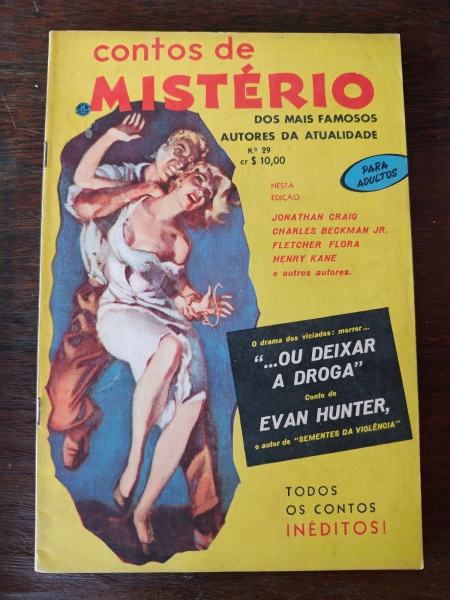 contos de
MISTÉRIO
DOS MAIS FAMOSOS
AUTORES DA ATUALIDADE
N.º 29
cr $ 10,00
PARA
ADULTOS
NESTA
EDIÇÃO
JONATHAN CRAIG
CHARLES BECKMAN JR.
FLETCHER FLORA
HENRY KANE
e outros autores.
O drama dos viciados: morrer...
“...OU DEIXAR
A DROGA”
Conto de
EVAN HUNTER,
o autor de “SEMENTES DA VIOLÊNCIA”
TODOS
OS CONTOS
INÉDITOS!